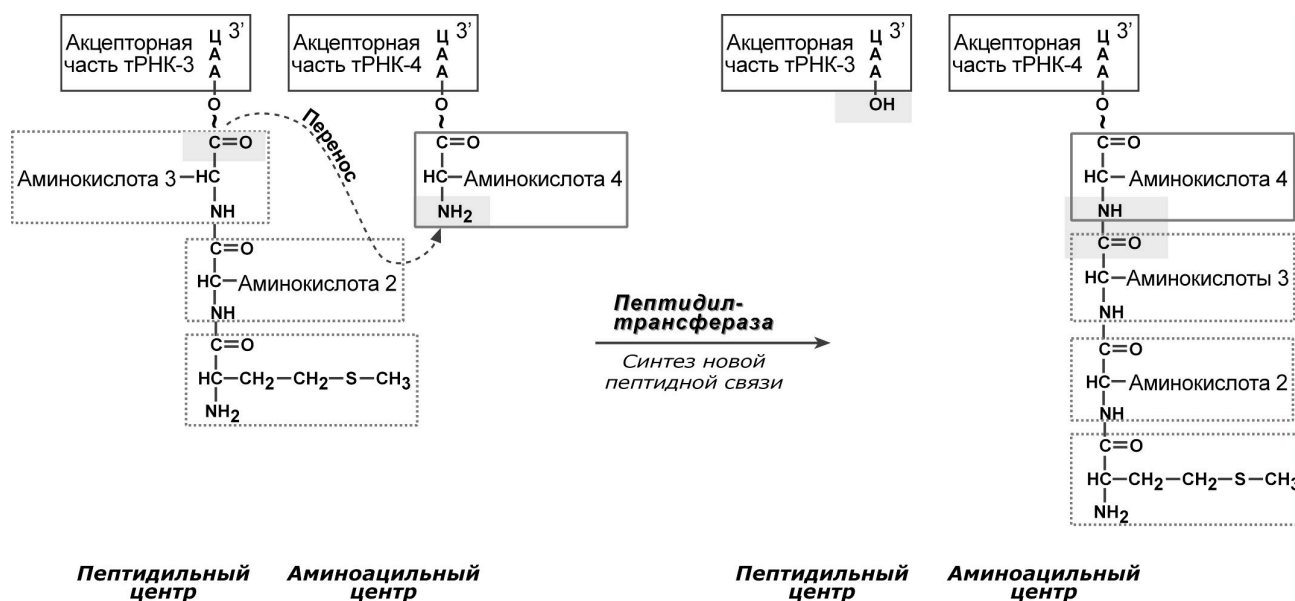 Акцепторная
часть тРНК-3
Ц 3’
А
А
O
~
C=O
Аминокислота 3—HC
NH
C=O
HC—Аминокислота 2
NH
C=O
HC—CH2—CH2—S—CH3
NH2
Перенос
Акцепторная
часть тРНК-4
Ц 3’
А
А
O
~
C=O
HC—Аминокислота 4
NH2
Пептидил-
трансфераза
Синтез новой
пептидной связи
Акцепторная
часть тРНК-3
Ц 3’
А
А
OH
Акцепторная
часть тРНК-4
Ц 3’
А
А
O
~
C=O
HC—Аминокислота 4
NH
C=O
HC—Аминокислоты 3
NH
C=O
HC—Аминокислота 2
NH
C=O
HC—CH2—CH2—S—CH3
NH2
Пептидильный
центр
Аминоацильный
центр
Пептидильный
центр
Аминоацильный
центр